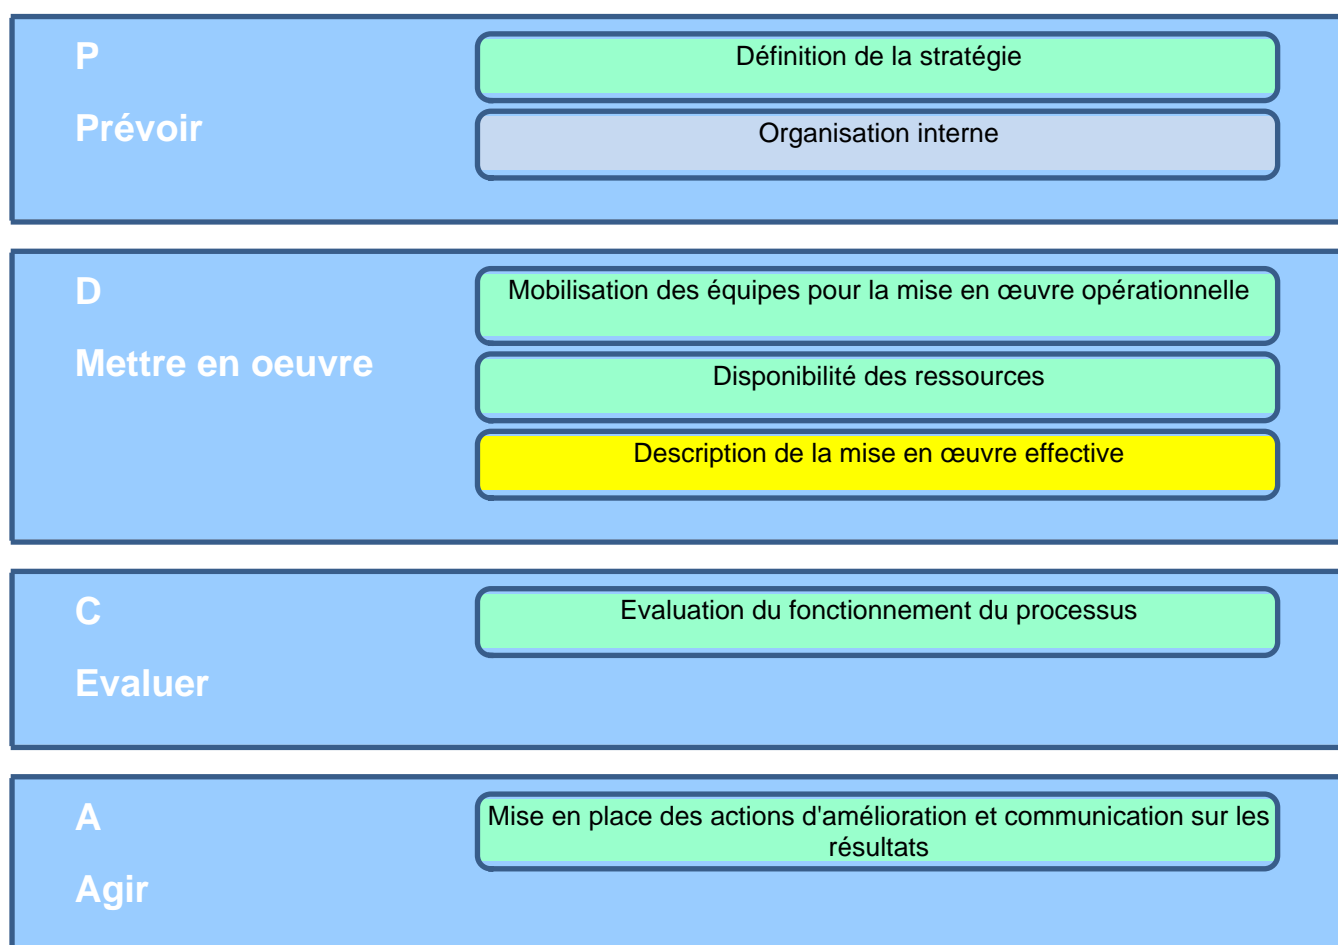 P
Prévoir
Définition de la stratégie
Organisation interne
D
Mettre en oeuvre
Mobilisation des équipes pour la mise en œuvre opérationnelle
Disponibilité des ressources
Description de la mise en œuvre effective
C
Evaluer
Evaluation du fonctionnement du processus
A
Agir
Mise en place des actions d'amélioration et communication sur les
résultats